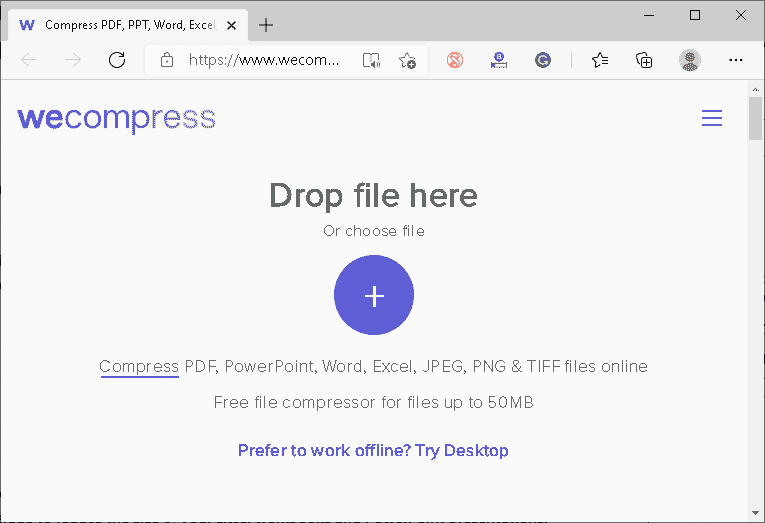 Compress PDF, PPT, Word, Excel,
https://www.wecom...
wecompress
Drop file here
Or choose file
Compress PDF, PowerPoint, Word, Excel, JPEG, PNG & TIFF files online
Free file compressor for files up to 50MB
Prefer to work offline? Try Desktop